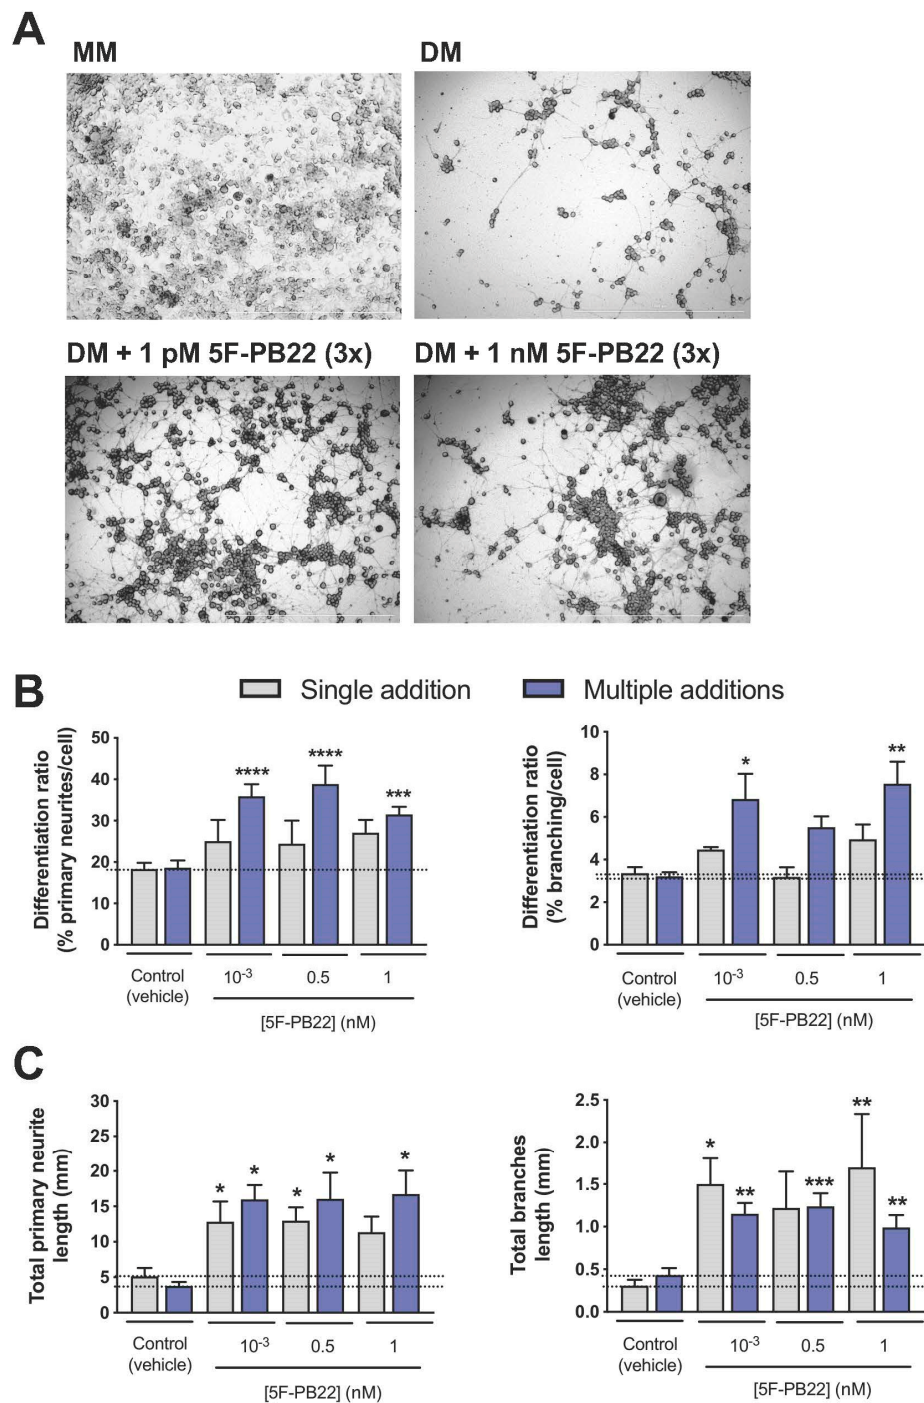 A
MM
DM
DM + 1 pM 5F-PB22 (3x)
DM + 1 nM 5F-PB22 (3x)
B
Single addition
Multiple additions
Differentiation ratio
(% primary neurites/cell)
50
40
30
20
10
0
****
****
***
Control
(vehicle)
10-3
0.5
1
[5F-PB22] (nM)
Differentiation ratio
(% branching/cell)
10
8
6
4
2
0
*
**
Control
(vehicle)
10-3
0.5
1
[5F-PB22] (nM)
C
Total primary neurite
length (mm)
30
25
20
15
10
5
0
*
*
*
*
*
Control
(vehicle)
10-3
0.5
1
[5F-PB22] (nM)
Total branches
length (mm)
2.5
2.0
1.5
1.0
0.5
0.0
*
**
***
**
**
Control
(vehicle)
10-3
0.5
1
[5F-PB22] (nM)